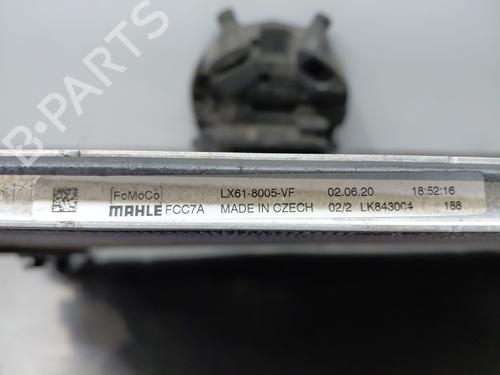 [FoMoCo] LX61-8005-VF 02.06.20 18:52:16
MAHLE FCC7A MADE IN CZECH 02/2 LK843004 188
B-PARTS